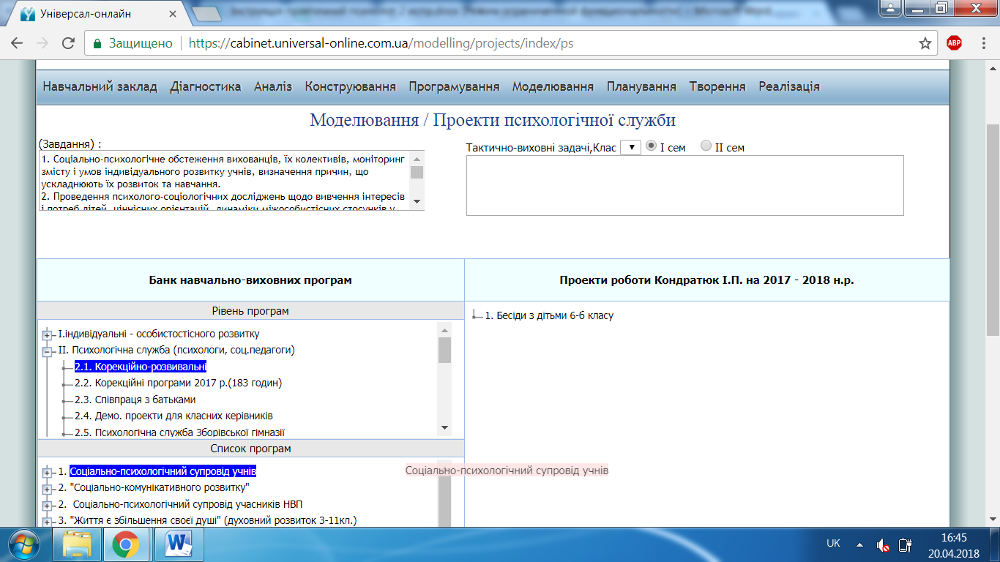 Універсал-онлайн
Защищено
https://cabinet.universal-online.com.ua/modelling/projects/index/ps
ABP
Навчальний заклад Діагностика Аналіз Конструювання Програмування Моделювання Планування Творення Реалізація
Моделювання / Проекти психологічної служби
(Завдання) :
1. Соціально-психологічне обстеження вихованців, їх колективів, моніторинг
змісту і умов індивідуального розвитку учнів, визначення причин, що
ускладнюють їх розвиток та навчання.
2. Проведення психолого-соціологічних досліджень щодо вивчення інтересів
і потреб дітей, ціннісних орієнтацій, динаміки міжособистісних стосунків у
Тактично-виховні задачі,Клас I сем II сем
Банк навчально-виховних програм
Проекти роботи Кондратюк І.П. на 2017 - 2018 н.р.
Рівень програм
I.індивідуальні - особистостісного розвитку
II. Психологічна служба (психологи, соц.педагоги)
2.1. Корекційно-розвивальні
2.2. Корекційні програми 2017 р.(183 годин)
2.3. Співпраця з батьками
2.4. Демо. проекти для класних керівників
2.5. Психологічна служба Зборівської гімназії
1. Бесіди з дітьми 6-б класу
Список програм
1. Соціально-психологічний супровід учнів
Соціально-психологічний супровід учнів
2. "Соціально-комунікативного розвитку"
2. Соціально-психологічний супровід учасників НВП
3. "Життя є збільшення своєї душі" (духовний розвиток 3-11кл.)
UK
16:45
20.04.2018